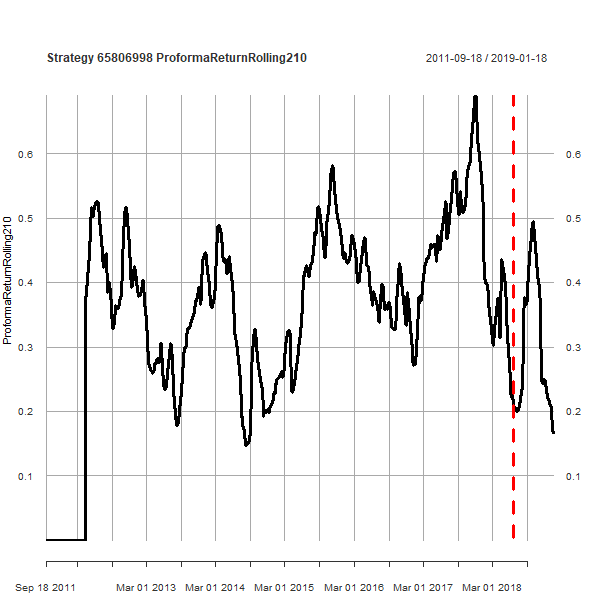 Strategy 65806998 ProformaReturnRolling210
2011-09-18 / 2019-01-18
ProformaReturnRolling210
0.6
0.6
0.5
0.5
0.4
0.4
0.3
0.3
0.2
0.2
0.1
0.1
Sep 18 2011
Mar 01 2013
Mar 01 2014
Mar 01 2015
Mar 01 2016
Mar 01 2017
Mar 01 2018